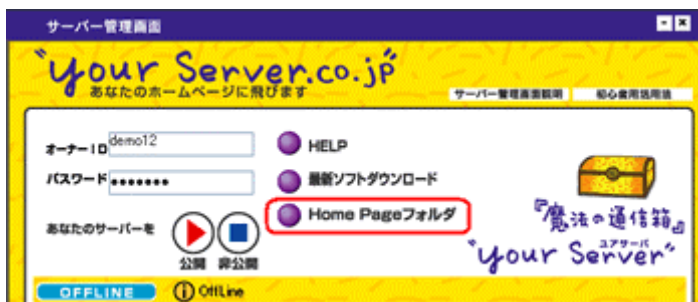 サーバー管理画面
"your Server.co.jp"
あなたのホームページに飛びます
サーバー管理画面説明
初心者用活用法
オーナーID
demo12
HELP
パスワード
•••••••
最新ソフトダウンロード
Home Pageフォルダ
あなたのサーバーを
公開
非公開
『魔法の通信箱』
ユアサーバ
"your Server"
OFFLINE
OffLine